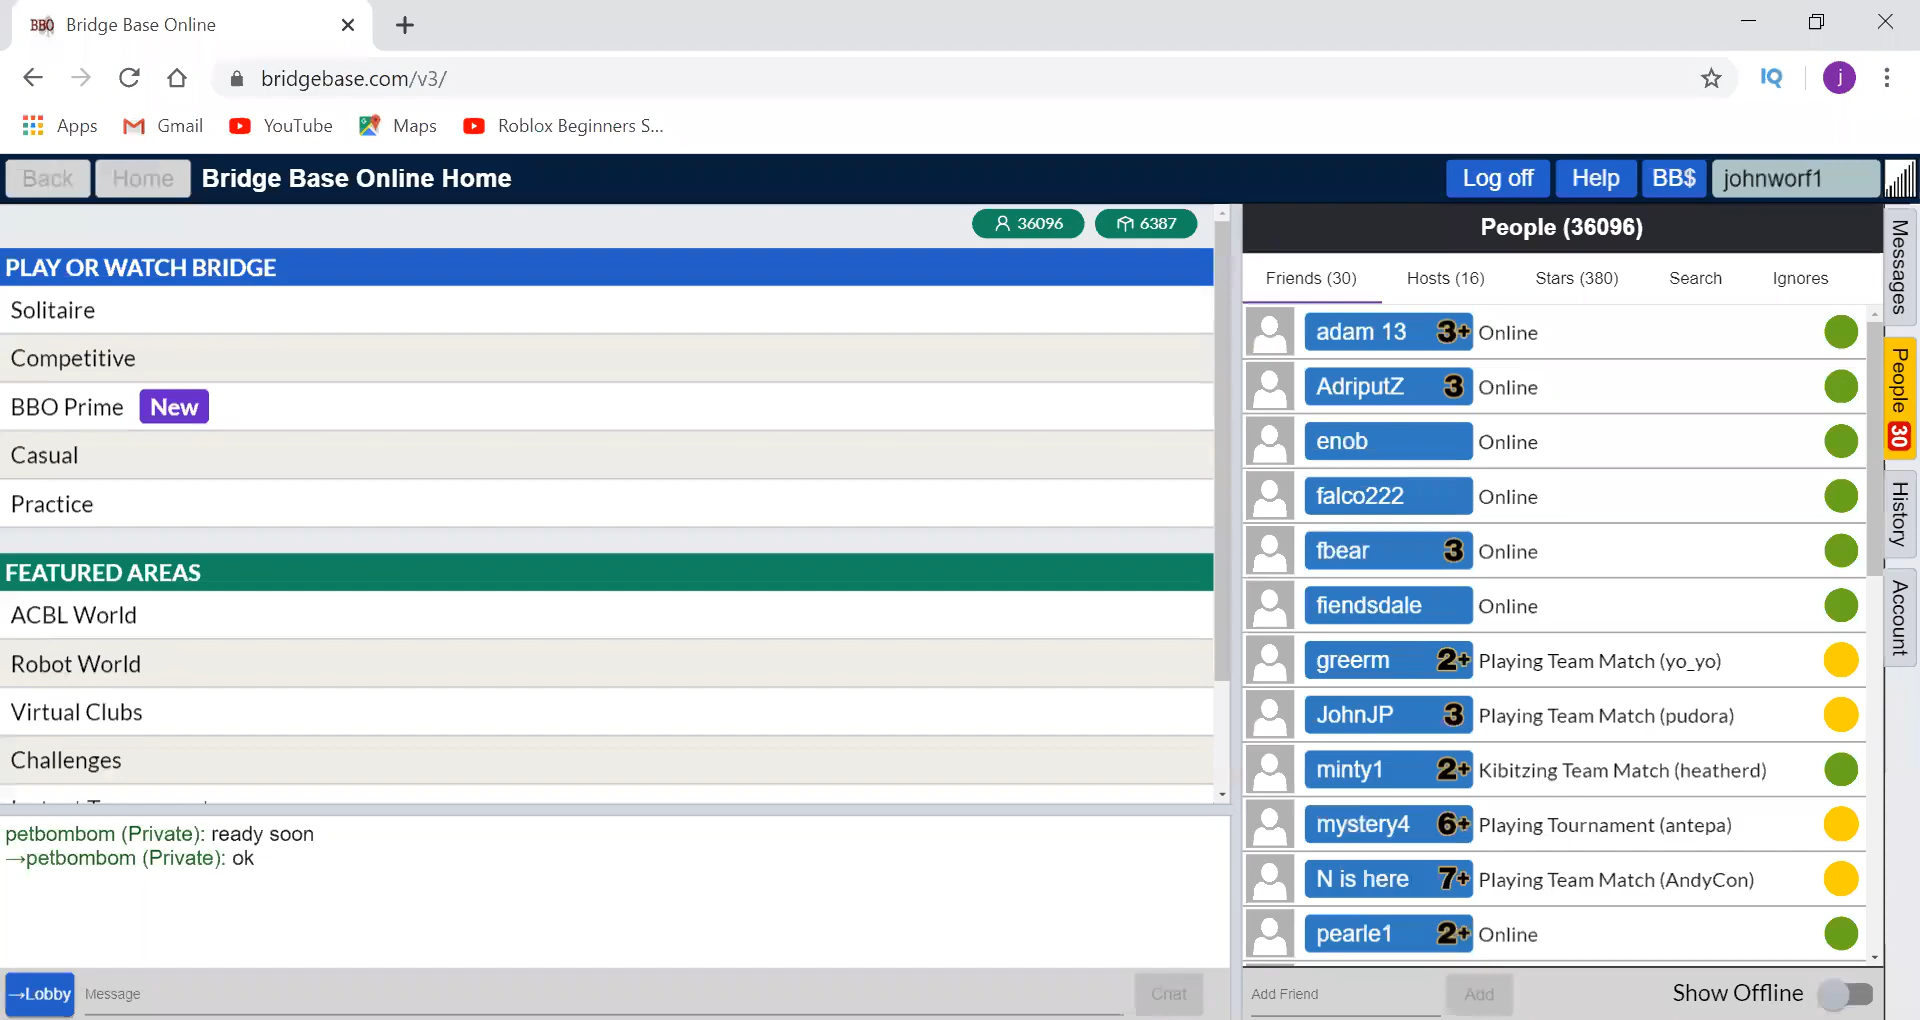 BBO Bridge Base Online
bridgebase.com/v3/
IQ
j
Apps Gmail YouTube Maps Roblox Beginners S...
Back Home Bridge Base Online Home Log off Help BB$ johnworf1
36096 6387
PLAY OR WATCH BRIDGE
Solitaire
Competitive
BBO Prime New
Casual
Practice
FEATURED AREAS
ACBL World
Robot World
Virtual Clubs
Challenges
petbombom (Private): ready soon
→petbombom (Private): ok
→Lobby Message Chat
People (36096)
Friends (30) Hosts (16) Stars (380) Search Ignores
adam 13 3+ Online
AdriputZ 3 Online
enob Online
falco222 Online
fbear 3 Online
fiendsdale Online
greerm 2+ Playing Team Match (yo_yo)
JohnJP 3 Playing Team Match (pudora)
minty1 2+ Kibitzing Team Match (heatherd)
mystery4 6+ Playing Tournament (antepa)
N is here 7+ Playing Team Match (AndyCon)
pearle1 2+ Online
Add Friend Add Show Offline
Messages
People 30
History
Account